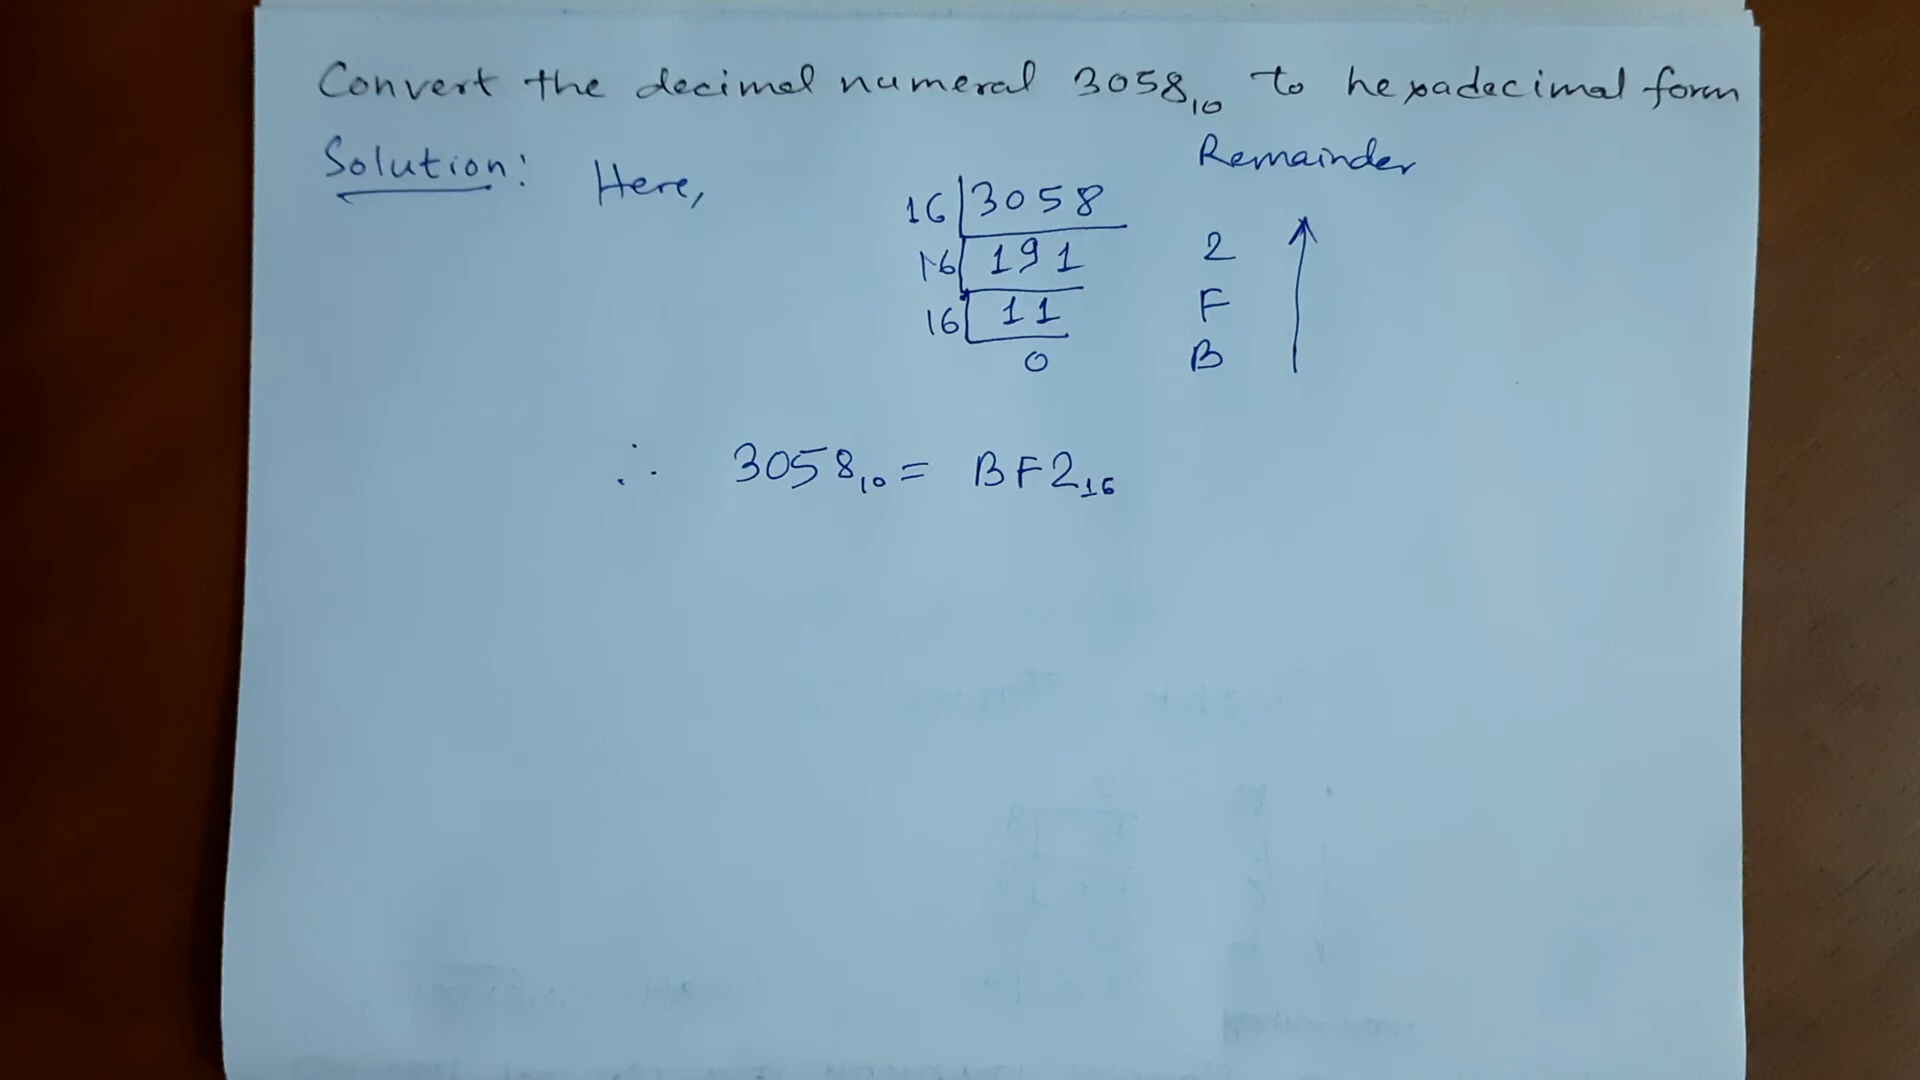 Convert the decimal numeral 3058₁₀ to hexadecimal form
Solution: Here,
Remainder
16 | 3058
16 | 191 2
16 | 11 F
0 B
∴ 3058₁₀ = BF2₁₆